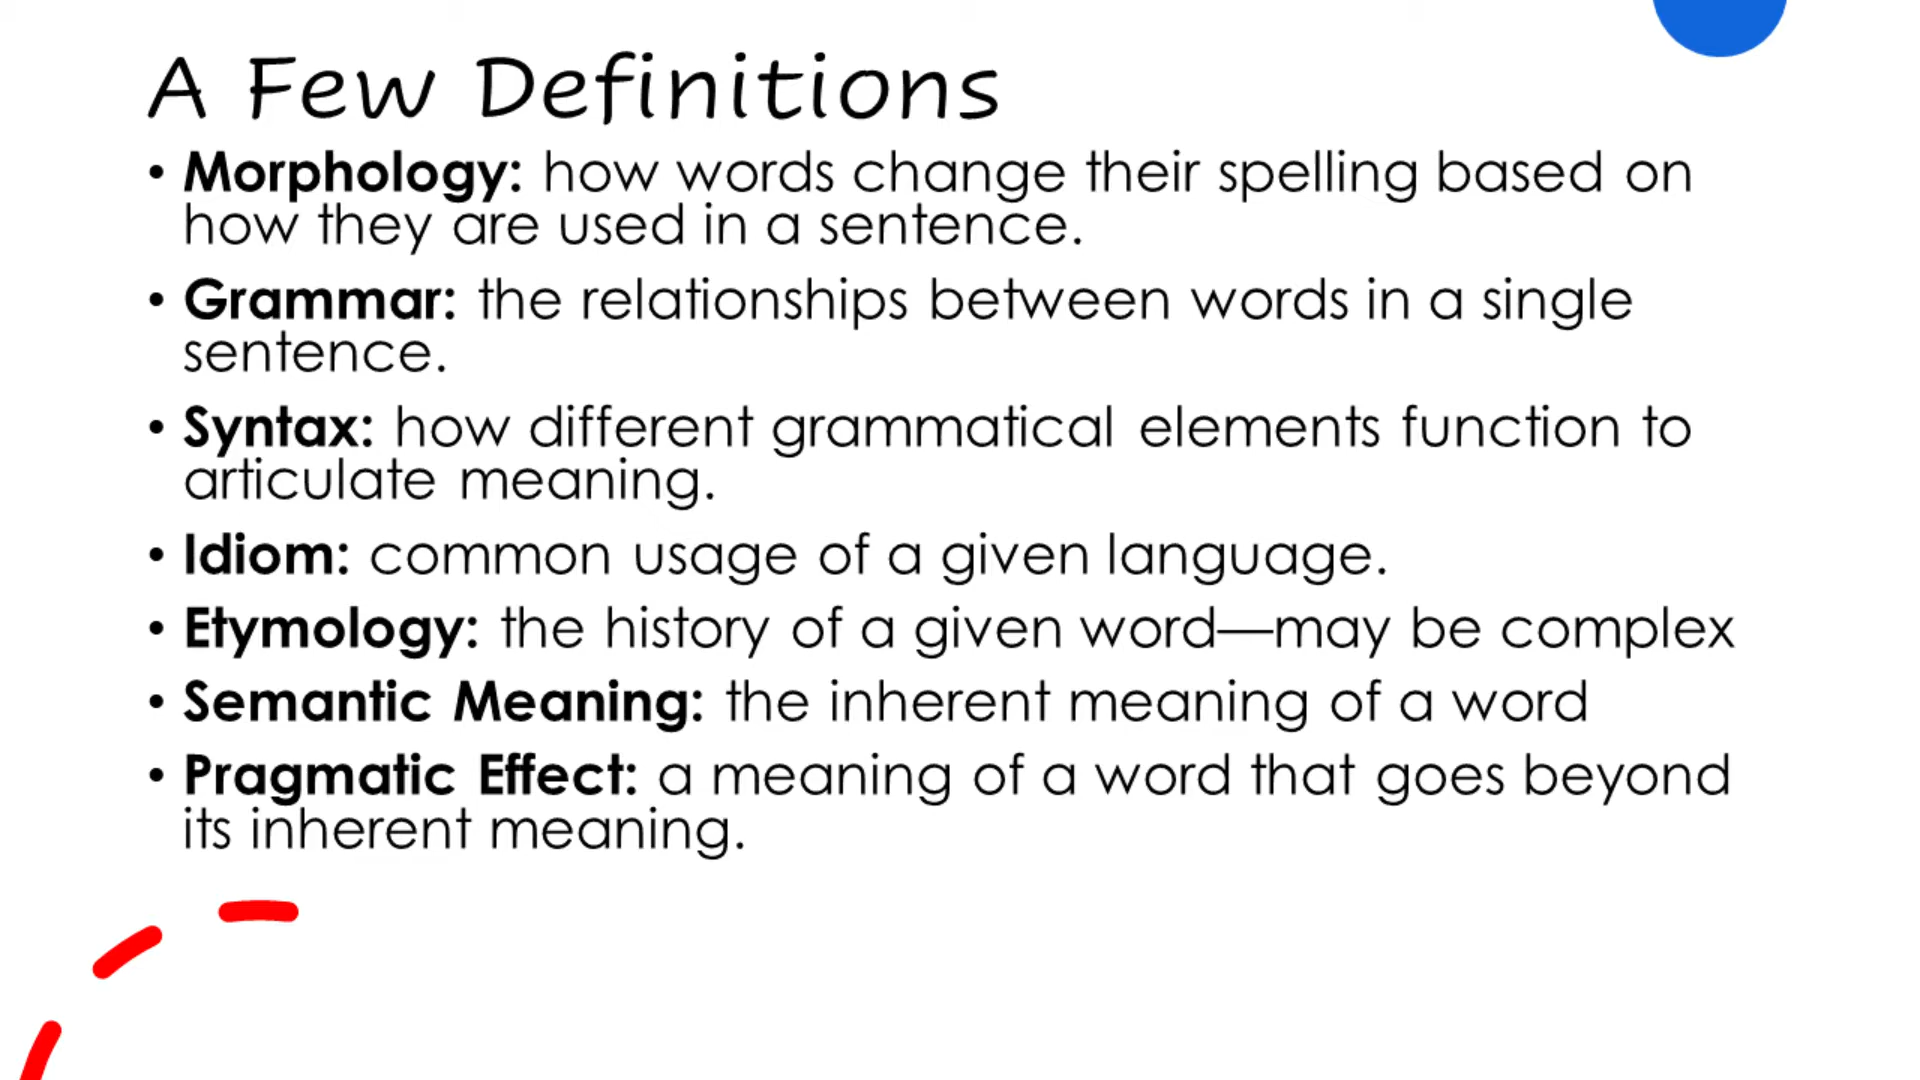 A Few Definitions
• Morphology: how words change their spelling based on
how they are used in a sentence.
• Grammar: the relationships between words in a single
sentence.
• Syntax: how different grammatical elements function to
articulate meaning.
• Idiom: common usage of a given language.
• Etymology: the history of a given word—may be complex
• Semantic Meaning: the inherent meaning of a word
• Pragmatic Effect: a meaning of a word that goes beyond
its inherent meaning.